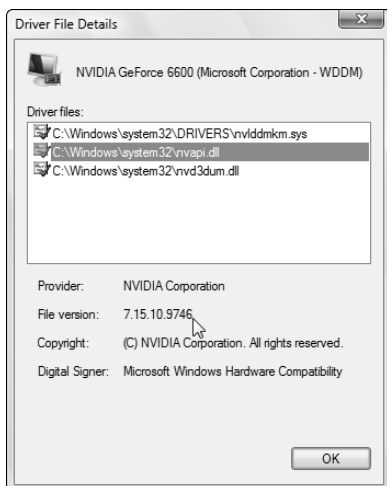 Driver File Details
NVIDIA GeForce 6600 (Microsoft Corporation - WDDM)
Driver files:
C:\Windows\system32\DRIVERS\nvlddmkm.sys
C:\Windows\system32\nvapi.dll
C:\Windows\system32\nvd3dum.dll
Provider: NVIDIA Corporation
File version: 7.15.10.9746
Copyright: (C) NVIDIA Corporation. All rights reserved.
Digital Signer: Microsoft Windows Hardware Compatibility
OK